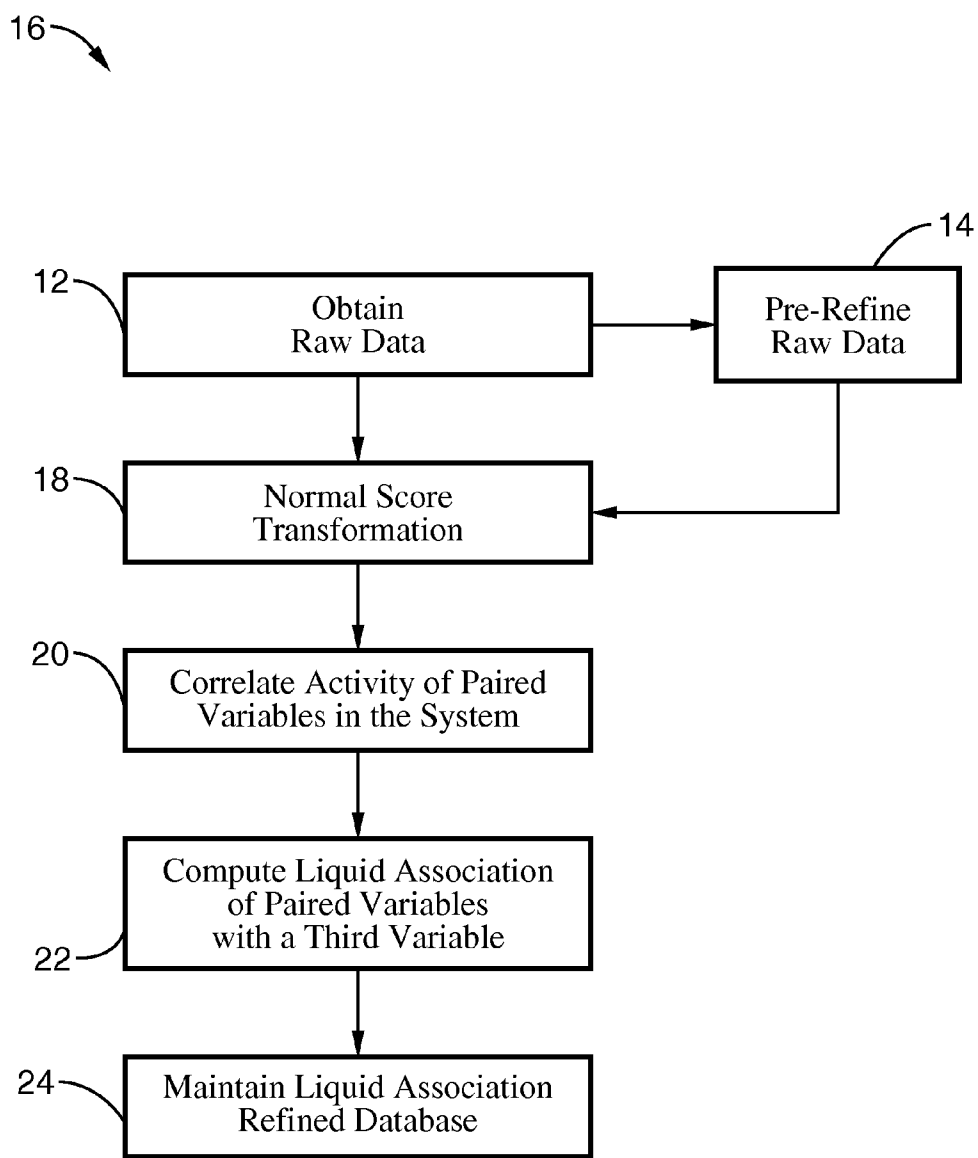 16
14
12
Obtain
Raw Data
Pre-Refine
Raw Data
18
Normal Score
Transformation
20
Correlate Activity of Paired
Variables in the System
Compute Liquid Association
of Paired Variables
with a Third Variable
22
24
Maintain Liquid Association
Refined Database